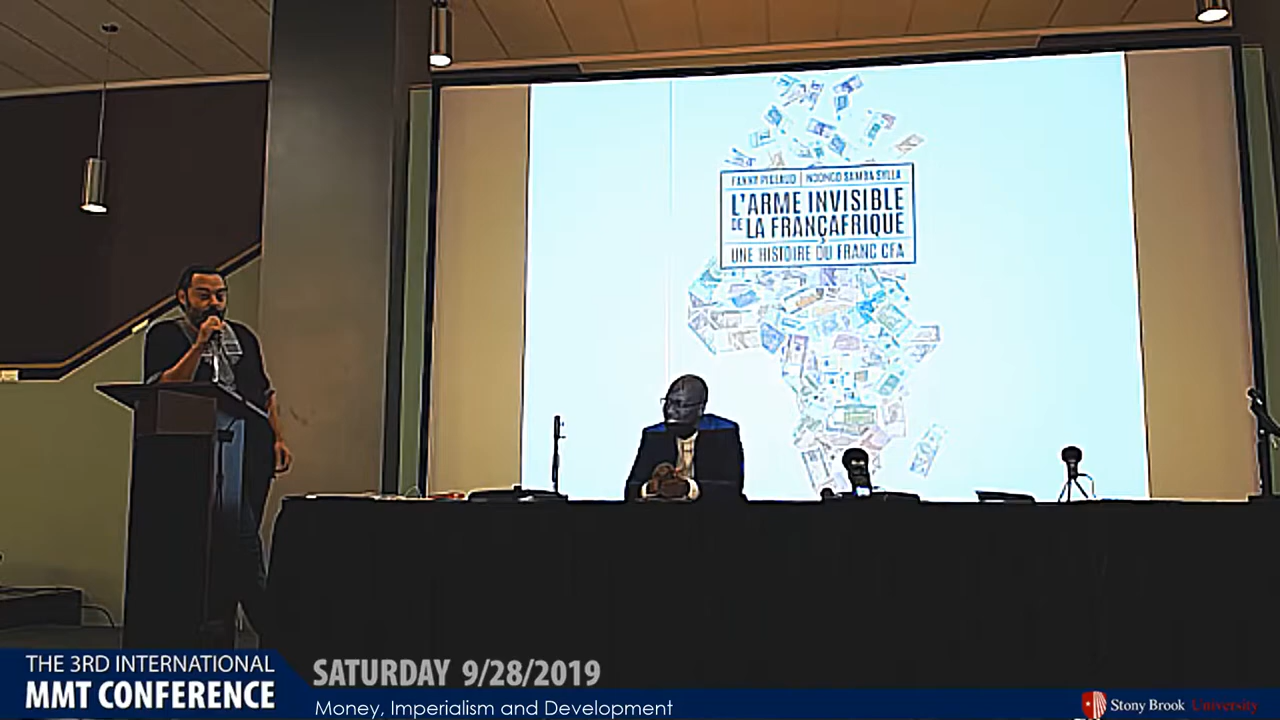 FANNY PIGEAUD | NDONGO SAMBA SYLLA
L'ARME INVISIBLE
DE LA FRANÇAFRIQUE
UNE HISTOIRE DU FRANC CFA
THE 3RD INTERNATIONAL
MMT CONFERENCE
SATURDAY 9/28/2019
Money, Imperialism and Development
Stony Brook University